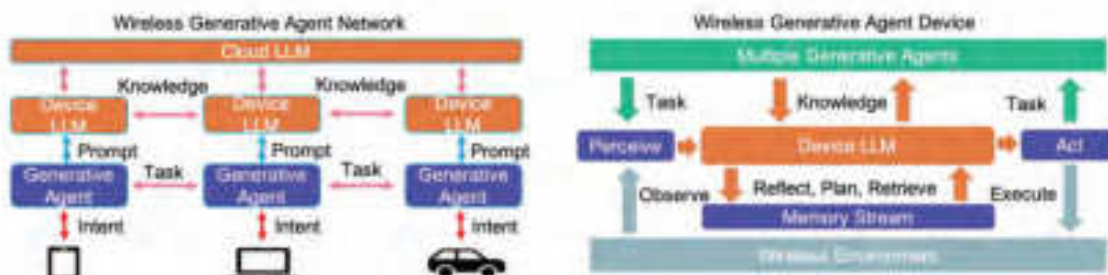 Wireless Generative Agent Network
Cloud LLM
Knowledge
Knowledge
Device
LLM
Device
LLM
Device
LLM
Prompt
Prompt
Prompt
Generative
Agent
Task
Generative
Agent
Task
Generative
Agent
Intent
Intent
Intent
Wireless Generative Agent Device
Multiple Generative Agents
Task
Knowledge
Task
Perceive
Device LLM
Act
Observe
Reflect, Plan, Retrieve
Execute
Memory Stream
Wireless Environment